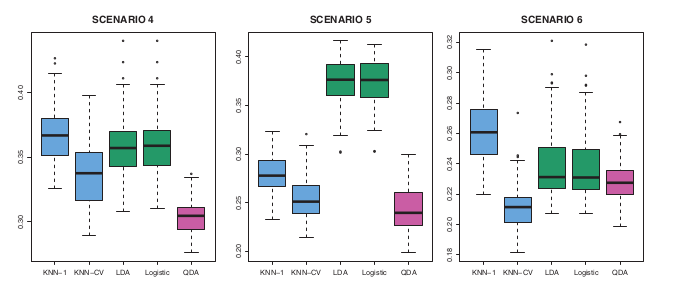 SCENARIO 4
0.40
0.35
0.30
KNN−1 KNN−CV LDA Logistic QDA
SCENARIO 5
0.40
0.35
0.30
0.25
0.20
KNN−1 KNN−CV LDA Logistic QDA
SCENARIO 6
0.32
0.30
0.28
0.26
0.24
0.22
0.20
0.18
KNN−1 KNN−CV LDA Logistic QDA